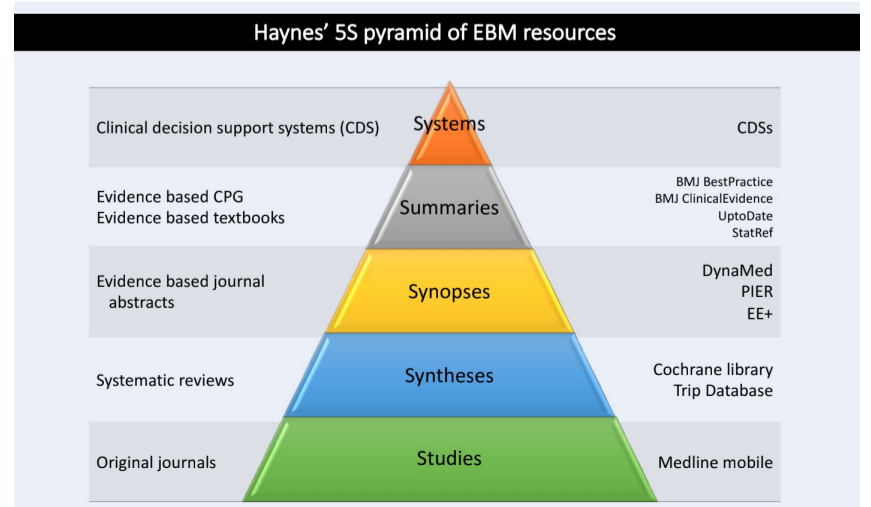 Haynes’ 5S pyramid of EBM resources
Clinical decision support systems (CDS)
Systems
CDSs
Evidence based CPG
Evidence based textbooks
Summaries
BMJ BestPractice
BMJ ClinicalEvidence
UptoDate
StatRef
Evidence based journal
abstracts
Synopses
DynaMed
PIER
EE+
Systematic reviews
Syntheses
Cochrane library
Trip Database
Original journals
Studies
Medline mobile